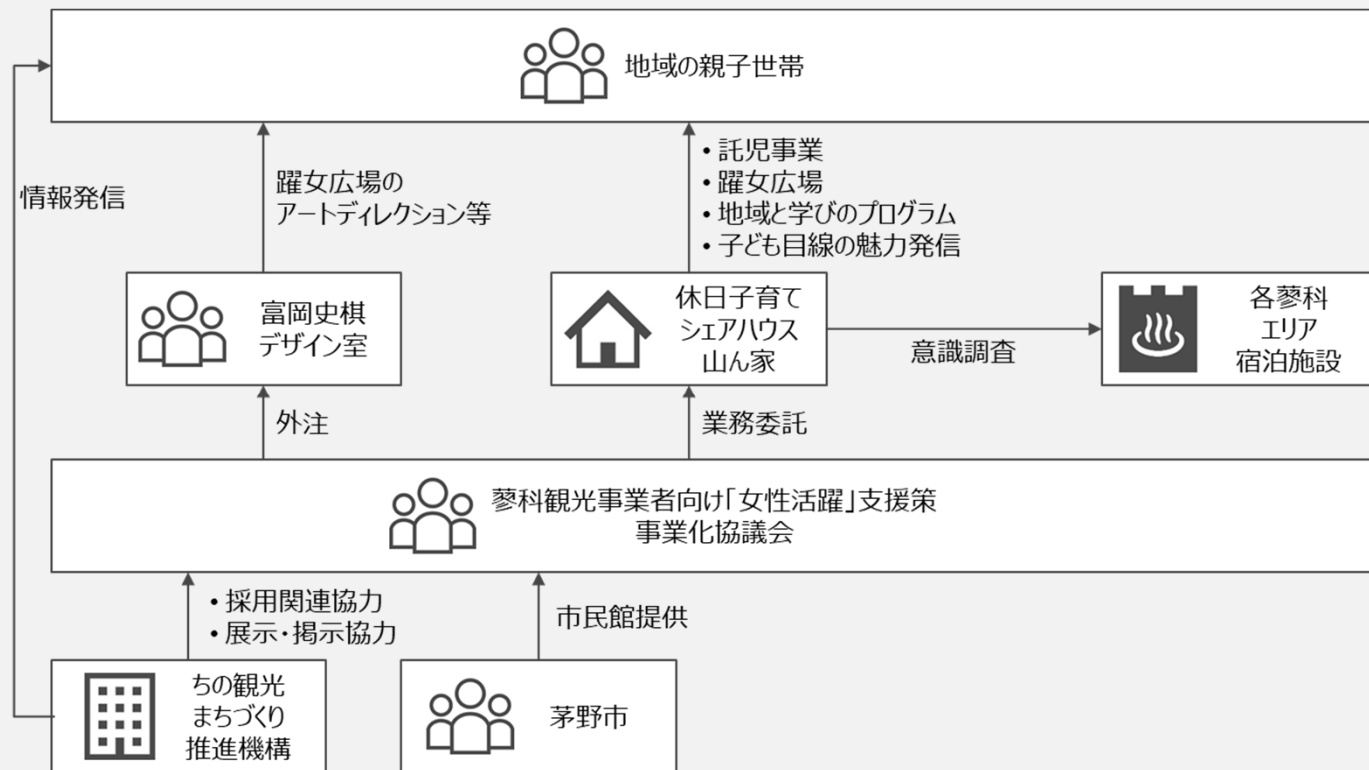 地域の親子世帯
情報発信
躍女広場の
アートディレクション等
• 託児事業
• 躍女広場
• 地域と学びのプログラム
• 子ども目線の魅力発信
富岡史棋
デザイン室
休日子育て
シェアハウス
山ん家
意識調査
各蓼科
エリア
宿泊施設
外注
業務委託
蓼科観光事業者向け「女性活躍」支援策
事業化協議会
• 採用関連協力
• 展示・掲示協力
市民館提供
ちの観光
まちづくり
推進機構
茅野市